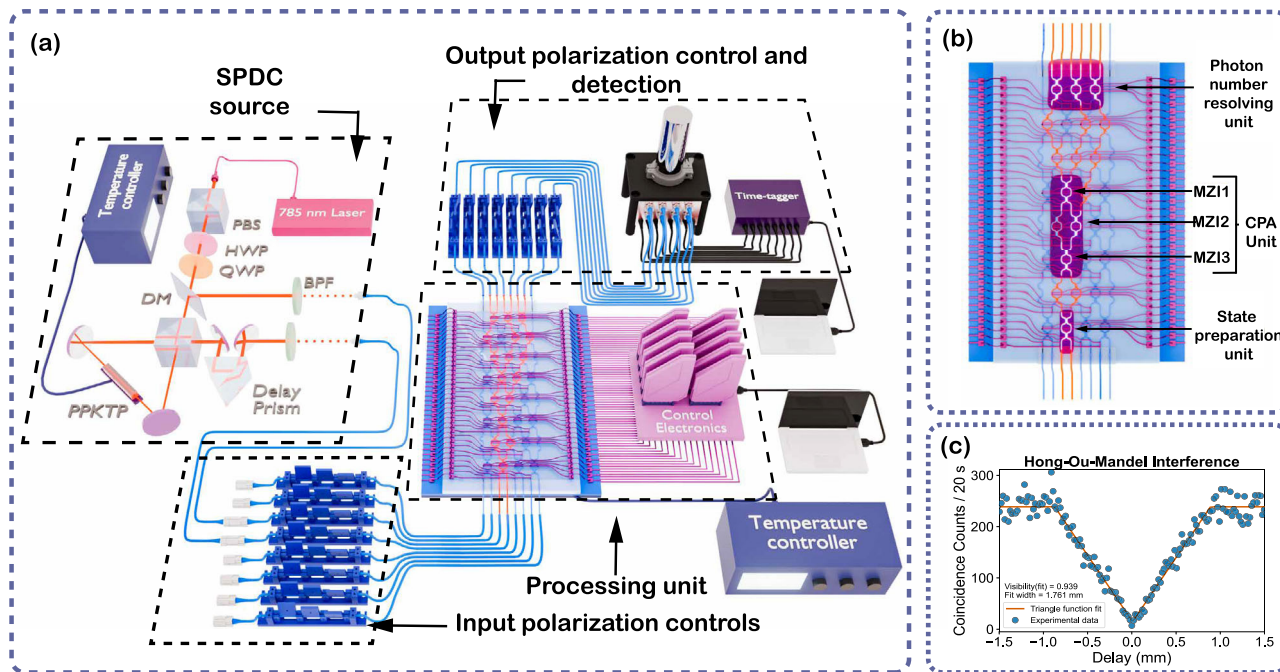 (a)
SPDC
source
Output polarization control and
detection
Temperature
controller
785 nm Laser
PBS
HWP
QWP
DM
BPF
PPKTP
Delay
Prism
Time-tagger
Control
Electronics
Temperature
controller
Processing unit
Input polarization controls
(b)
Photon
number
resolving
unit
MZI1
MZI2
MZI3
CPA
Unit
State
preparation
unit
(c)
Hong-Ou-Mandel Interference
Coincidence Counts / 20 s
300
200
100
0
Visibility(fit) = 0.939
Fit width = 1.761 mm
Triangle function fit
Experimental data
−1.5 −1.0 −0.5 0.0 0.5 1.0 1.5
Delay (mm)